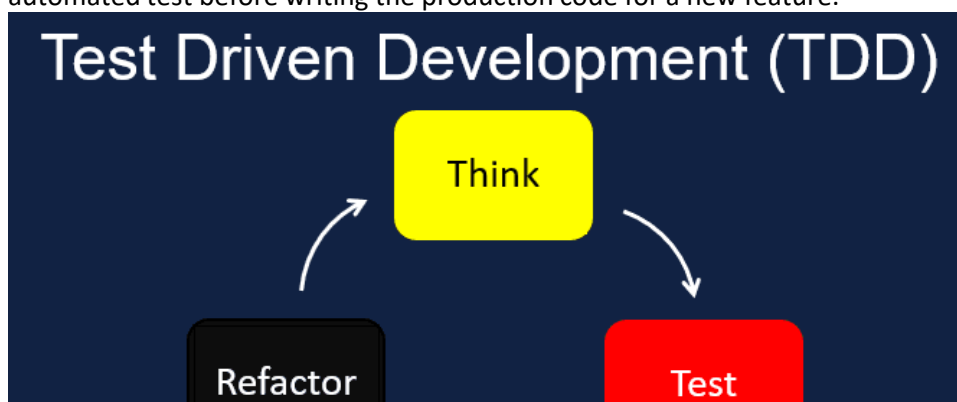 automated test before writing the production code for a new feature.
Test Driven Development (TDD)
Think
Refactor
Test